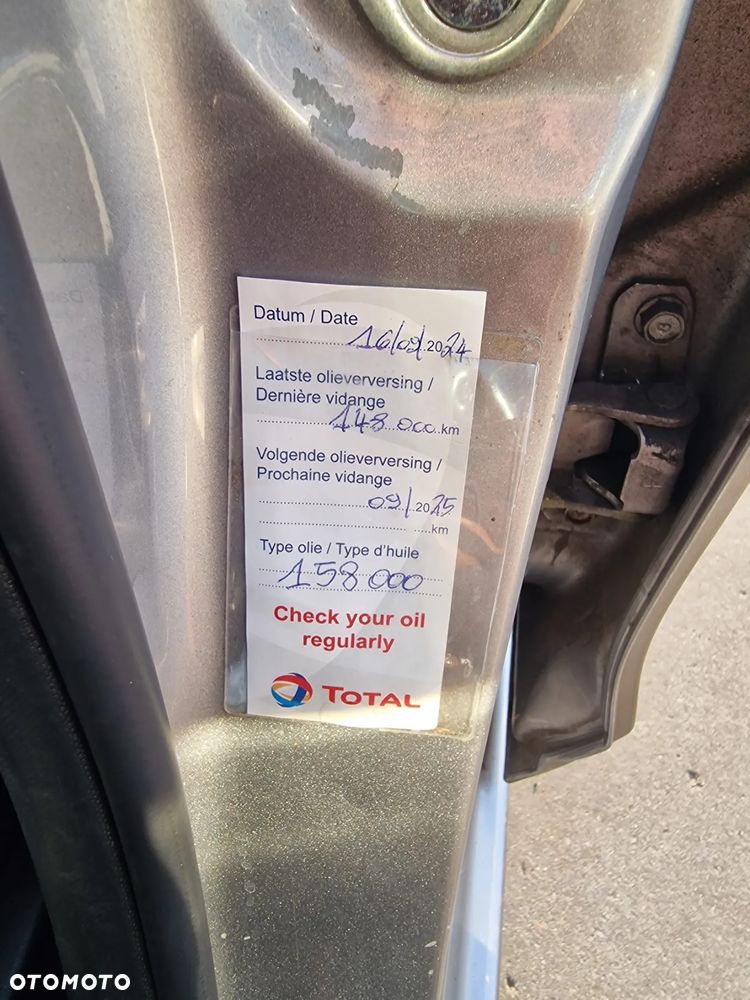 Datum / Date
16/09/2024
Laatste olieverversing /
Dernière vidange
148 000 km
Volgende olieverversing /
Prochaine vidange
09/2025
km
Type olie / Type d'huile
158 000
Check your oil
regularly
TOTAL
OTOMOTO